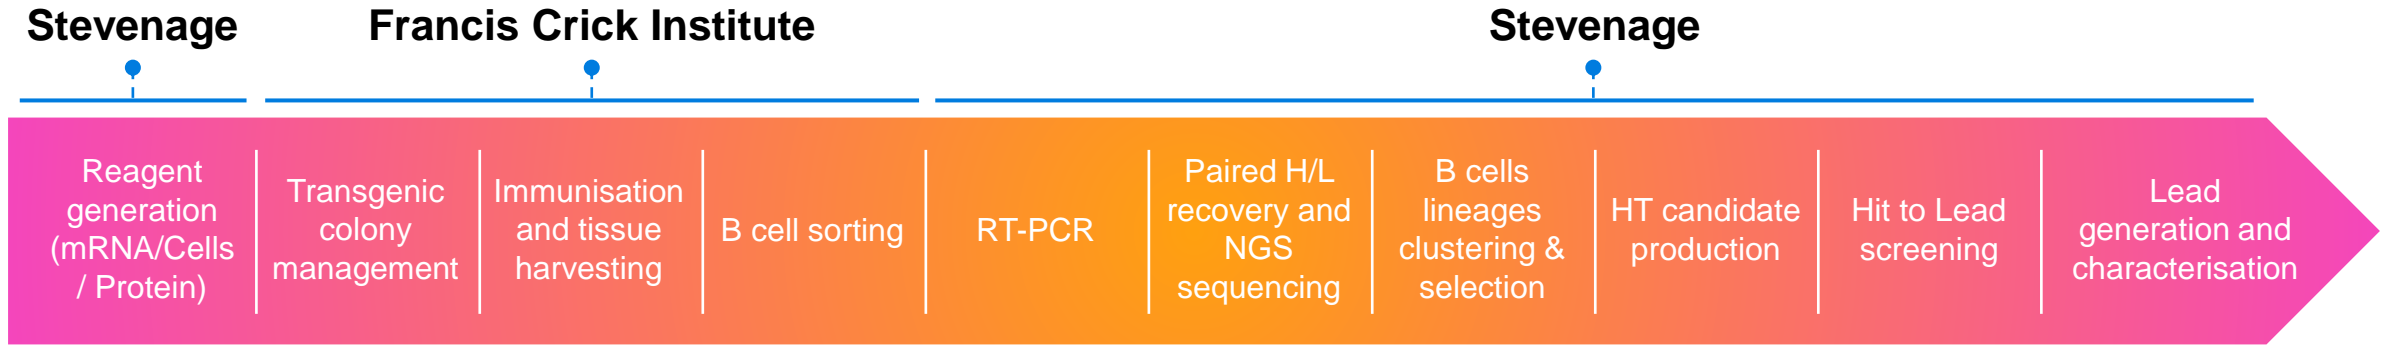 Stevenage
Francis Crick Institute
Stevenage
Reagent
generation
(mRNA/Cells
/ Protein)
Transgenic
colony
management
Immunisation
and tissue
harvesting
B cell sorting
RT-PCR
Paired H/L
recovery and
NGS
sequencing
B cells
lineages
clustering &
selection
HT candidate
production
Hit to Lead
screening
Lead
generation and
characterisation